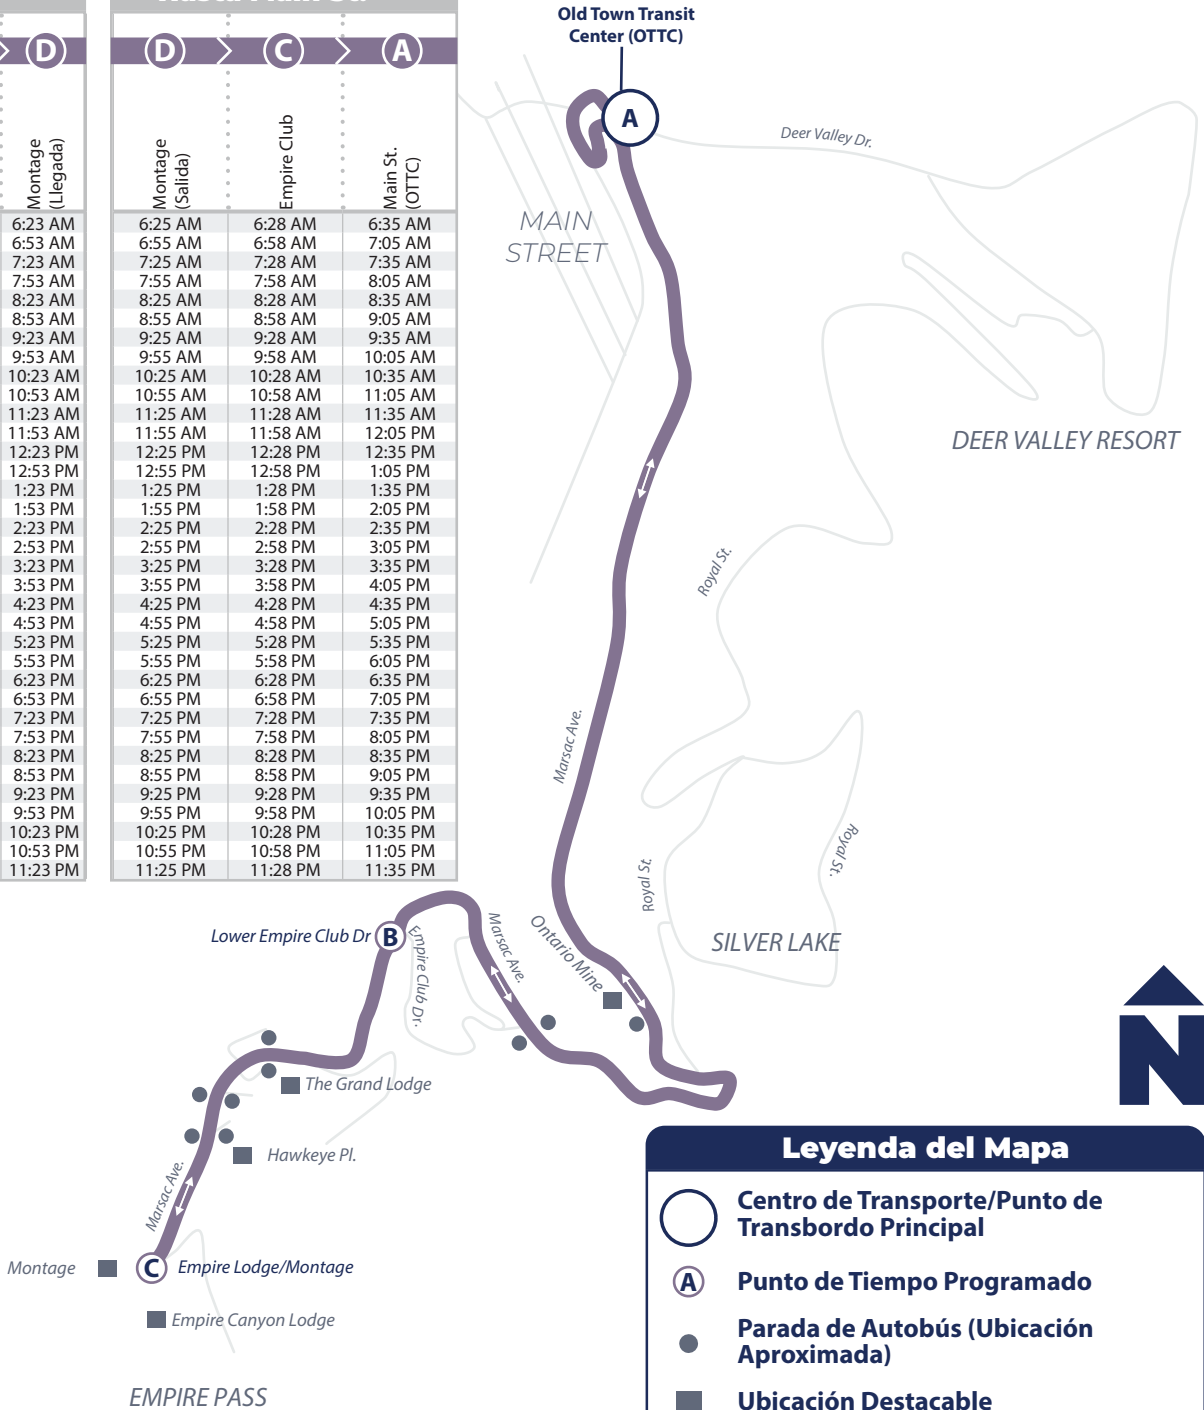 Hasta Main St
D
D
C
A
Montage
(Llegada)
Montage
(Salida)
Empire Club
Main St.
(OTTC)
6:23 AM 6:25 AM 6:28 AM 6:35 AM
6:53 AM 6:55 AM 6:58 AM 7:05 AM
7:23 AM 7:25 AM 7:28 AM 7:35 AM
7:53 AM 7:55 AM 7:58 AM 8:05 AM
8:23 AM 8:25 AM 8:28 AM 8:35 AM
8:53 AM 8:55 AM 8:58 AM 9:05 AM
9:23 AM 9:25 AM 9:28 AM 9:35 AM
9:53 AM 9:55 AM 9:58 AM 10:05 AM
10:23 AM 10:25 AM 10:28 AM 10:35 AM
10:53 AM 10:55 AM 10:58 AM 11:05 AM
11:23 AM 11:25 AM 11:28 AM 11:35 AM
11:53 AM 11:55 AM 11:58 AM 12:05 PM
12:23 PM 12:25 PM 12:28 PM 12:35 PM
12:53 PM 12:55 PM 12:58 PM 1:05 PM
1:23 PM 1:25 PM 1:28 PM 1:35 PM
1:53 PM 1:55 PM 1:58 PM 2:05 PM
2:23 PM 2:25 PM 2:28 PM 2:35 PM
2:53 PM 2:55 PM 2:58 PM 3:05 PM
3:23 PM 3:25 PM 3:28 PM 3:35 PM
3:53 PM 3:55 PM 3:58 PM 4:05 PM
4:23 PM 4:25 PM 4:28 PM 4:35 PM
4:53 PM 4:55 PM 4:58 PM 5:05 PM
5:23 PM 5:25 PM 5:28 PM 5:35 PM
5:53 PM 5:55 PM 5:58 PM 6:05 PM
6:23 PM 6:25 PM 6:28 PM 6:35 PM
6:53 PM 6:55 PM 6:58 PM 7:05 PM
7:23 PM 7:25 PM 7:28 PM 7:35 PM
7:53 PM 7:55 PM 7:58 PM 8:05 PM
8:23 PM 8:25 PM 8:28 PM 8:35 PM
8:53 PM 8:55 PM 8:58 PM 9:05 PM
9:23 PM 9:25 PM 9:28 PM 9:35 PM
9:53 PM 9:55 PM 9:58 PM 10:05 PM
10:23 PM 10:25 PM 10:28 PM 10:35 PM
10:53 PM 10:55 PM 10:58 PM 11:05 PM
11:23 PM 11:25 PM 11:28 PM 11:35 PM
Old Town Transit
Center (OTTC)
A
Deer Valley Dr.
MAIN
STREET
DEER VALLEY RESORT
Royal St.
Marsac Ave.
Royal St.
Royal St.
SILVER LAKE
Ontario Mine
Marsac Ave.
Empire Club Dr.
Lower Empire Club Dr
B
The Grand Lodge
Hawkeye Pl.
Marsac Ave.
Montage
C
Empire Lodge/Montage
Empire Canyon Lodge
EMPIRE PASS
N
Leyenda del Mapa
Centro de Transporte/Punto de
Transbordo Principal
A
Punto de Tiempo Programado
Parada de Autobús (Ubicación
Aproximada)
Ubicación Destacable